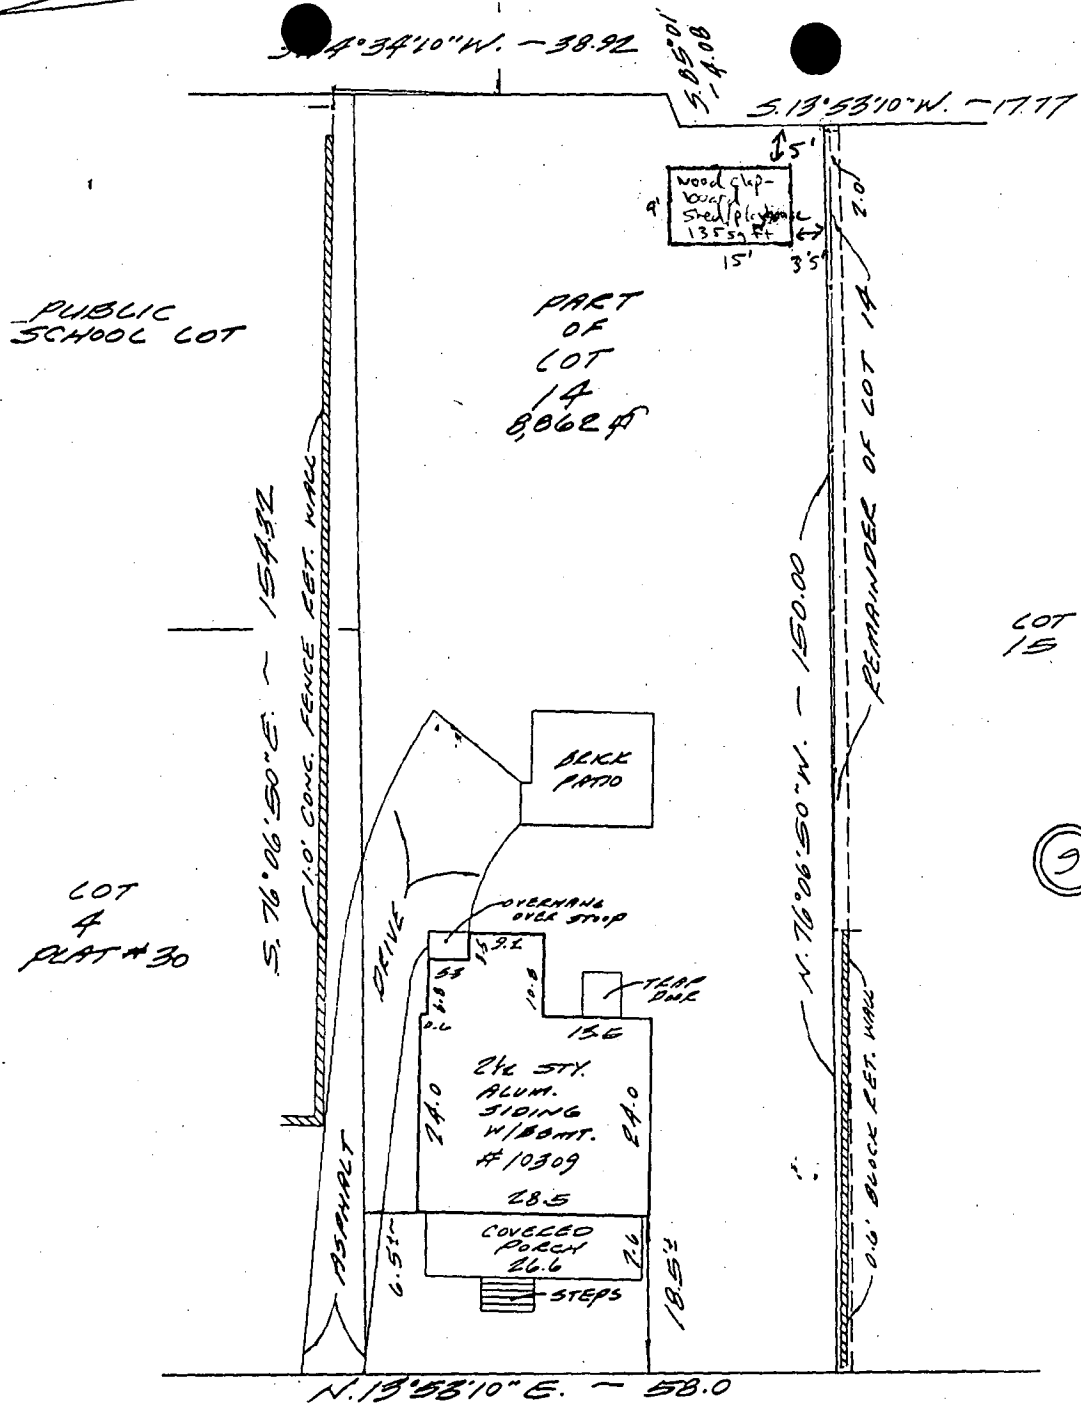 4°34'10"W. - 38.92
S.85°01'
14.08
S.13°53'10"W. - 17.77
5'
wood clap-
board
shed/playhouse
135 sq ft
9'
15'
3'5"
2.0'
PUBLIC
SCHOOL LOT
PART
OF
LOT
14
8,862
S. 76°06'50"E. ~ 154.32
1.0' CONC. FENCE RET. WALL
N. 76°06'50"W. - 150.00
REMAINDER OF LOT 14
LOT
15
BRICK
PATIO
9
LOT
4
PLAT #30
DRIVE
OVERHANG
OVER STOOP
9.2
5.5
6.8
10.8
TRAP
DOOR
24.0
2½ STY.
ALUM.
SIDING
W/BSMT.
#10309
24.0
28.5
COVERED
PORCH
26.6
7.6
STEPS
ASPHALT
6.5'±
18.5'±
0.6' BLOCK RET. WALL
N. 13°53'10"E. - 58.0